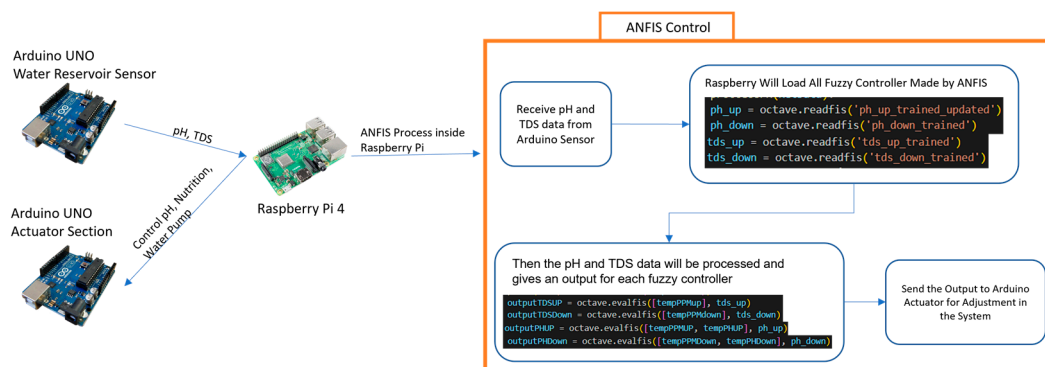 ANFIS Control
Arduino UNO
Water Reservoir Sensor
pH, TDS
ANFIS Process inside
Raspberry Pi
Raspberry Pi 4
Control pH, Nutrition,
Water Pump
Arduino UNO
Actuator Section
Receive pH and
TDS data from
Arduino Sensor
Raspberry Will Load All Fuzzy Controller Made by ANFIS
ph_up = octave.readfis('ph_up_trained_updated')
ph_down = octave.readfis('ph_down_trained')
tds_up = octave.readfis('tds_up_trained')
tds_down = octave.readfis('tds_down_trained')
Then the pH and TDS data will be processed and
gives an output for each fuzzy controller
outputTDSUP = octave.evalfis([tempPPMup], tds_up)
outputTDSDown = octave.evalfis([tempPPMdown], tds_down)
outputPHUP = octave.evalfis([tempPPMUP, tempPHUP], ph_up)
outputPHDown = octave.evalfis([tempPPMDown, tempPHDown], ph_down)
Send the Output to Arduino
Actuator for Adjustment in
the System